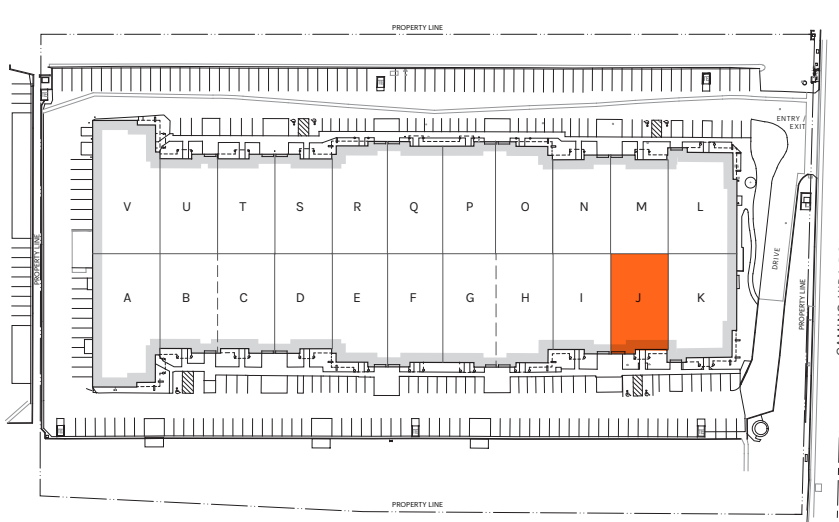 PROPERTY LINE
ENTRY /
EXIT
V U T S R Q P O N M L
PROPERTY LINE
DRIVE
PROPERTY LINE
A B C D E F G H I J K
PROPERTY LINE